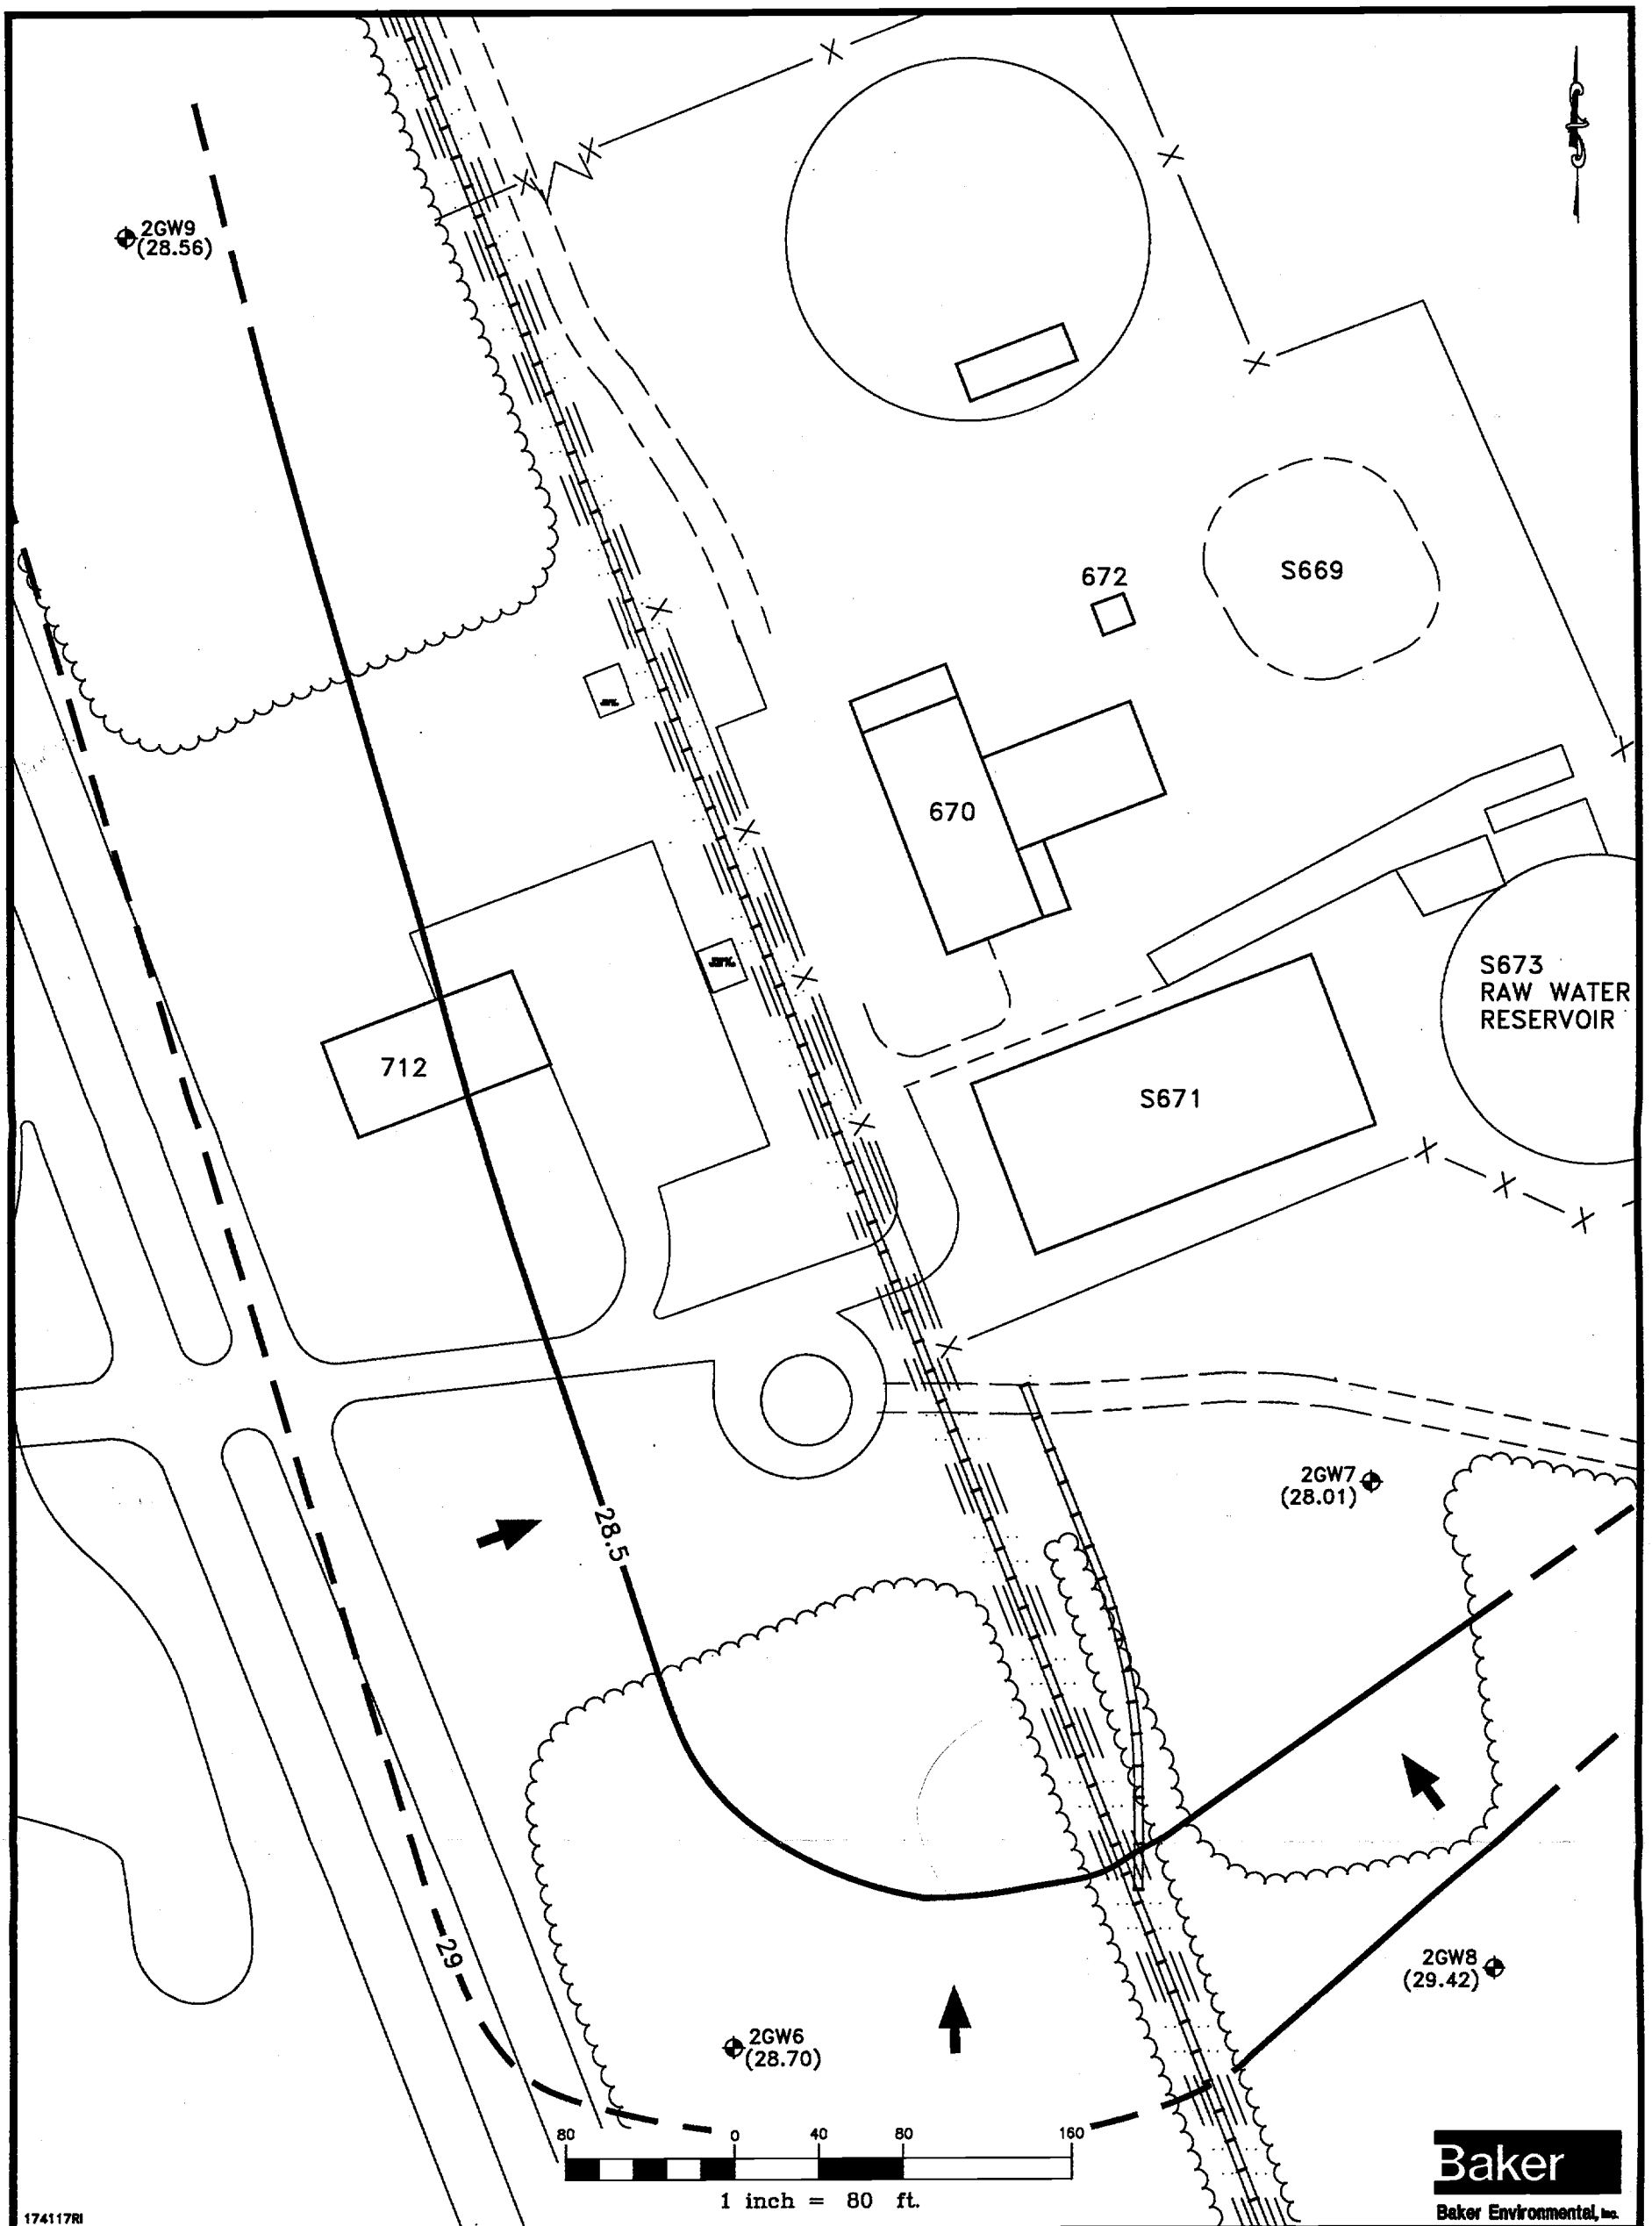 2GW9
(28.56)
672
S669
670
S673
RAW WATER
RESERVOIR
712
S671
2GW7
(28.01)
28.5
29
2GW8
(29.42)
2GW6
(28.70)
80 0 40 80 160
1 inch = 80 ft.
Baker
Baker Environmental, Inc.
174117RI